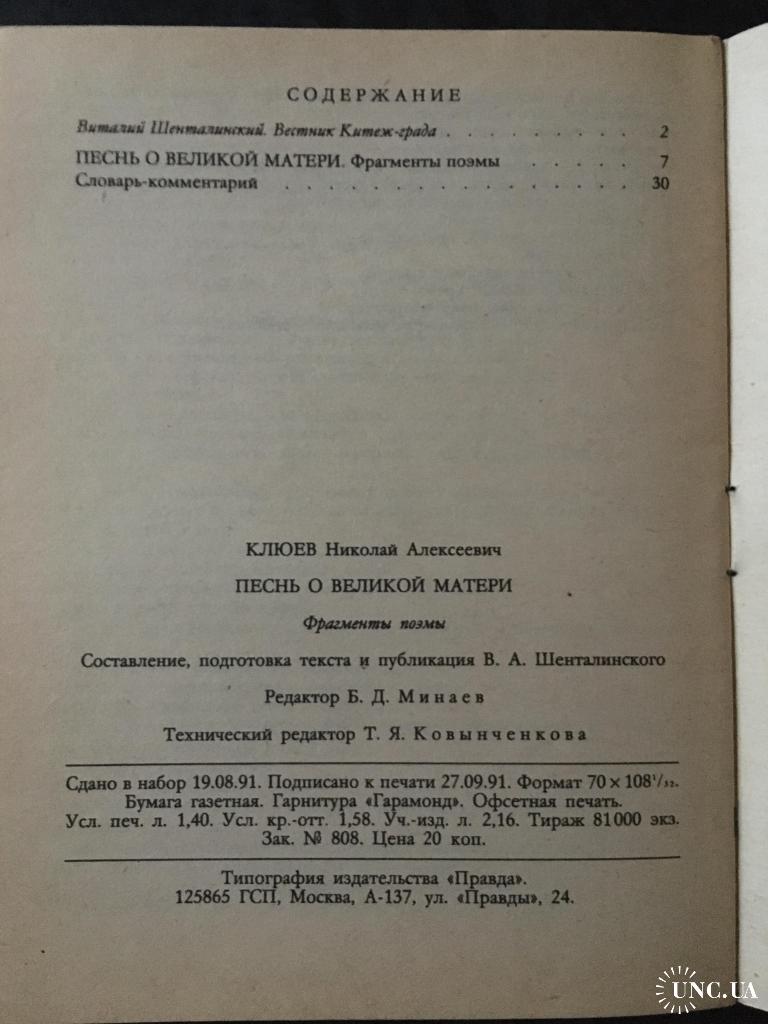 СОДЕРЖАНИЕ
Виталий Шенталинский. Вестник Китеж-града . . . . . . . . . 2
ПЕСНЬ О ВЕЛИКОЙ МАТЕРИ. Фрагменты поэмы . . . . . 7
Словарь-комментарий . . . . . . . . . . . . . . . . 30
КЛЮЕВ Николай Алексеевич
ПЕСНЬ О ВЕЛИКОЙ МАТЕРИ
Фрагменты поэмы
Составление, подготовка текста и публикация В. А. Шенталинского
Редактор Б. Д. Минаев
Технический редактор Т. Я. Ковынченкова
Сдано в набор 19.08.91. Подписано к печати 27.09.91. Формат 70 × 108¹/₃₂.
Бумага газетная. Гарнитура «Гарамонд». Офсетная печать.
Усл. печ. л. 1,40. Усл. кр.-отт. 1,58. Уч.-изд. л. 2,16. Тираж 81 000 экз.
Зак. № 808. Цена 20 коп.
Типография издательства «Правда».
125865 ГСП, Москва, А-137, ул. «Правды», 24.
UNC.UA